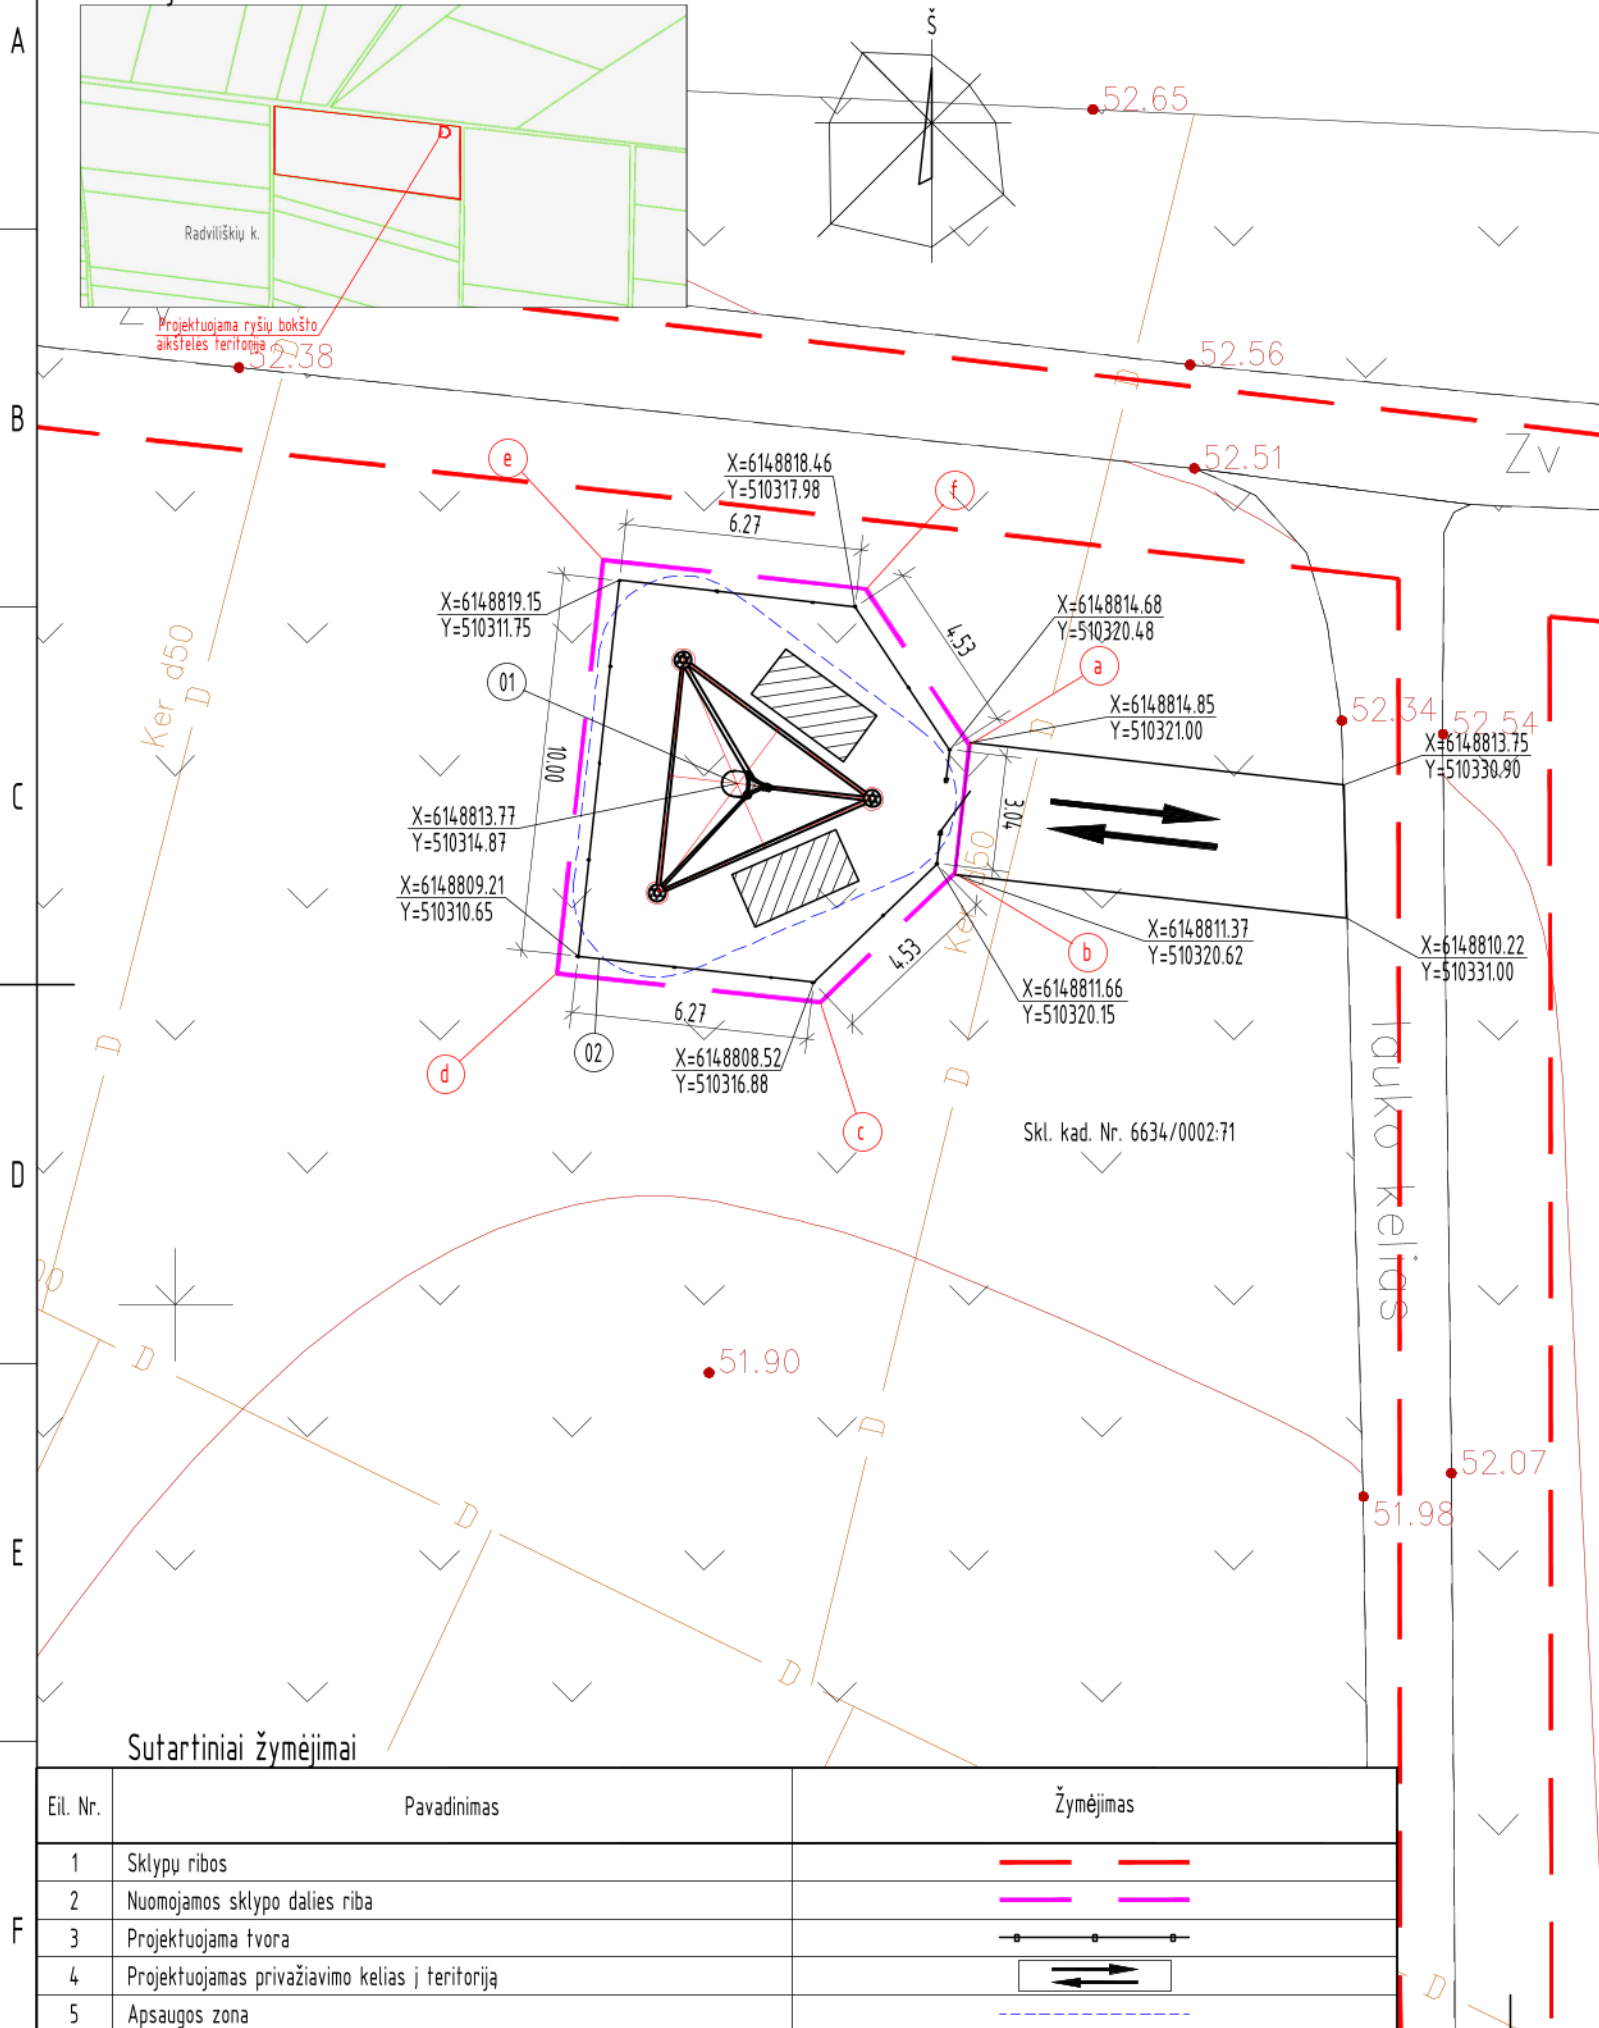 A
Š
52.65
Radviliškių k.
Projektuojama ryšių bokšto
aikštelės teritorija
Zv
D
52.38
52.56
D
B
52.51
Zv
e
X=6148818.46
Y=510317.98
f
6.27
X=6148819.15
Y=510311.75
X=6148814.68
Y=510320.48
4.53
a
Ker d50
D
01
X=6148814.85
Y=510321.00
D
52.34
52.54
X=6148813.75
Y=510330.90
10.00
C
3.04
X=6148813.77
Y=510314.87
X=6148809.21
Y=510310.65
Ker d50
X=6148811.37
Y=510320.62
X=6148810.22
Y=510331.00
b
4.53
X=6148811.66
Y=510320.15
6.27
02
D
X=6148808.52
Y=510316.88
d
D
c
Skl. kad. Nr. 6634/0002:71
lauko kelias
D
D
51.90
D
52.07
51.98
D
E
D
Sutartiniai žymėjimai
Eil. Nr. Pavadinimas Žymėjimas
1 Sklypų ribos
2 Nuomojamos sklypo dalies riba
F
3 Projektuojama tvora
4 Projektuojamas privažiavimo kelias į teritoriją
D
5 Apsaugos zona